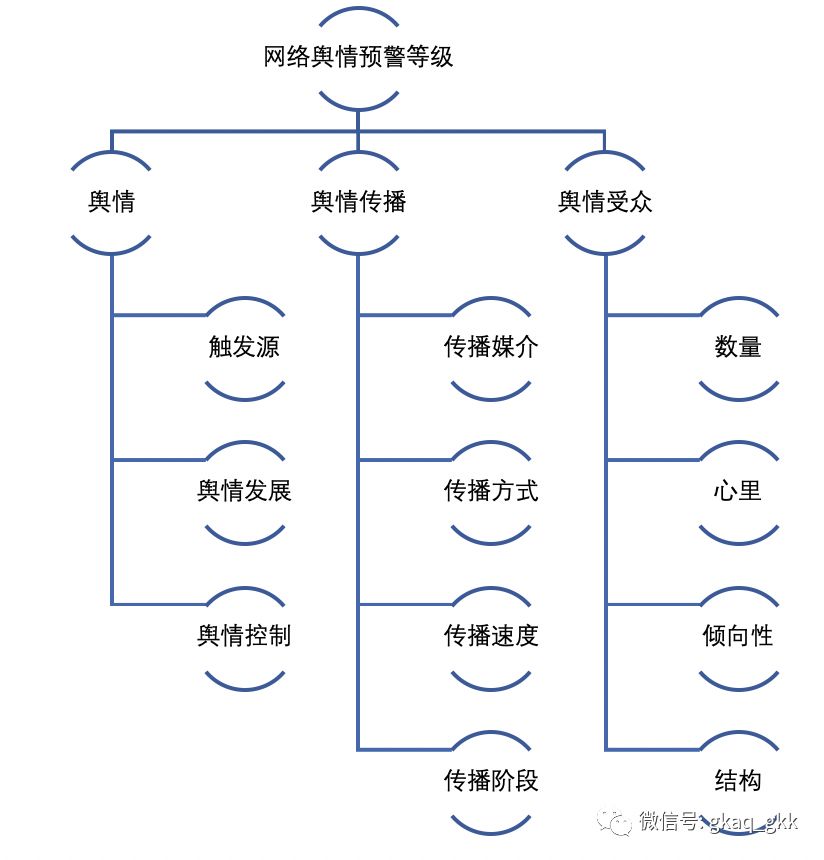 网络舆情预警等级
舆情
舆情传播
舆情受众
触发源
传播媒介
数量
舆情发展
传播方式
心里
舆情控制
传播速度
倾向性
传播阶段
结构
微信号: gkaq_gkk